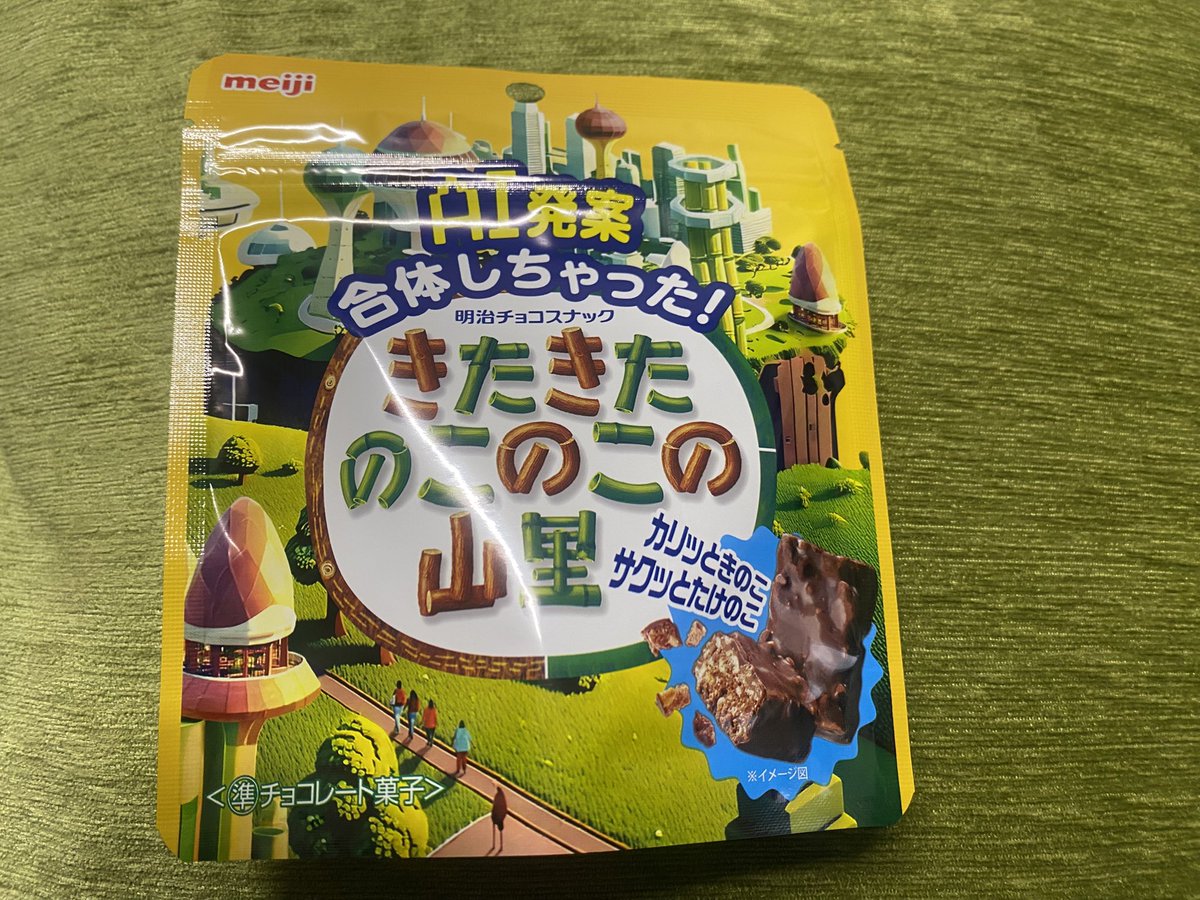 meiji
AI発案
合体しちゃった!
明治チョコスナック
きたきた
のこのこの
山里
カリッときのこ
サクッとたけのこ
※イメージ図
<準チョコレート菓子>